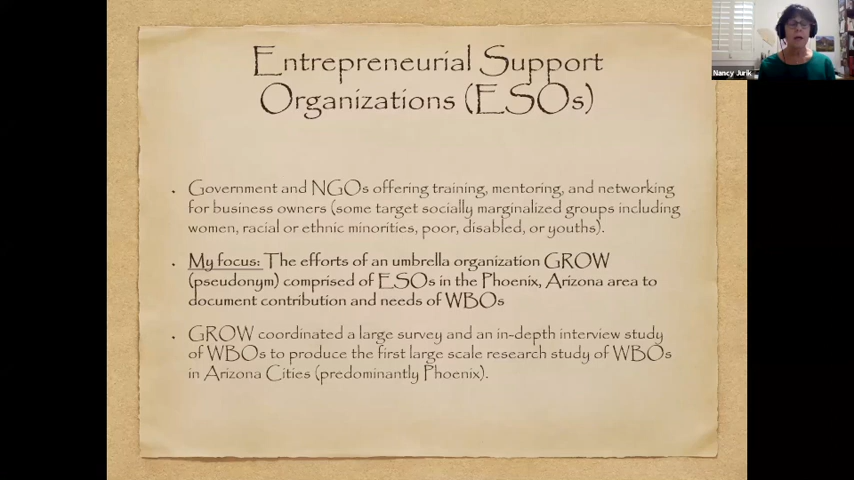 Entrepreneurial Support
Organizations (ESOs)
Nancy Jurik
. Government and NGOs offering training, mentoring, and networking
for business owners (some target socially marginalized groups including
women, racial or ethnic minorities, poor, disabled, or youths).
. My focus: The efforts of an umbrella organization GROW
(pseudonym) comprised of ESOs in the Phoenix, Arizona area to
document contribution and needs of WBOs
. GROW coordinated a large survey and an in-depth interview study
of WBOs to produce the first large scale research study of WBOs
in Arizona Cities (predominantly Phoenix).